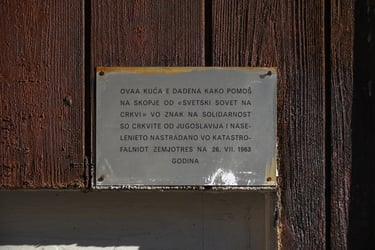 OVAA KUĆA E DADENA KAKO POMOŠ
NA SKOPJE OD «SVETSKI SOVET NA
CRKVI» VO ZNAK NA SOLIDARNOST
SO CRKVITE OD JUGOSLAVIJA I NASE-
LENIETO NASTRADANO VO KATASTRO-
FALNIOT ZEMJOTRES NA 26. VII. 1963
GODINA